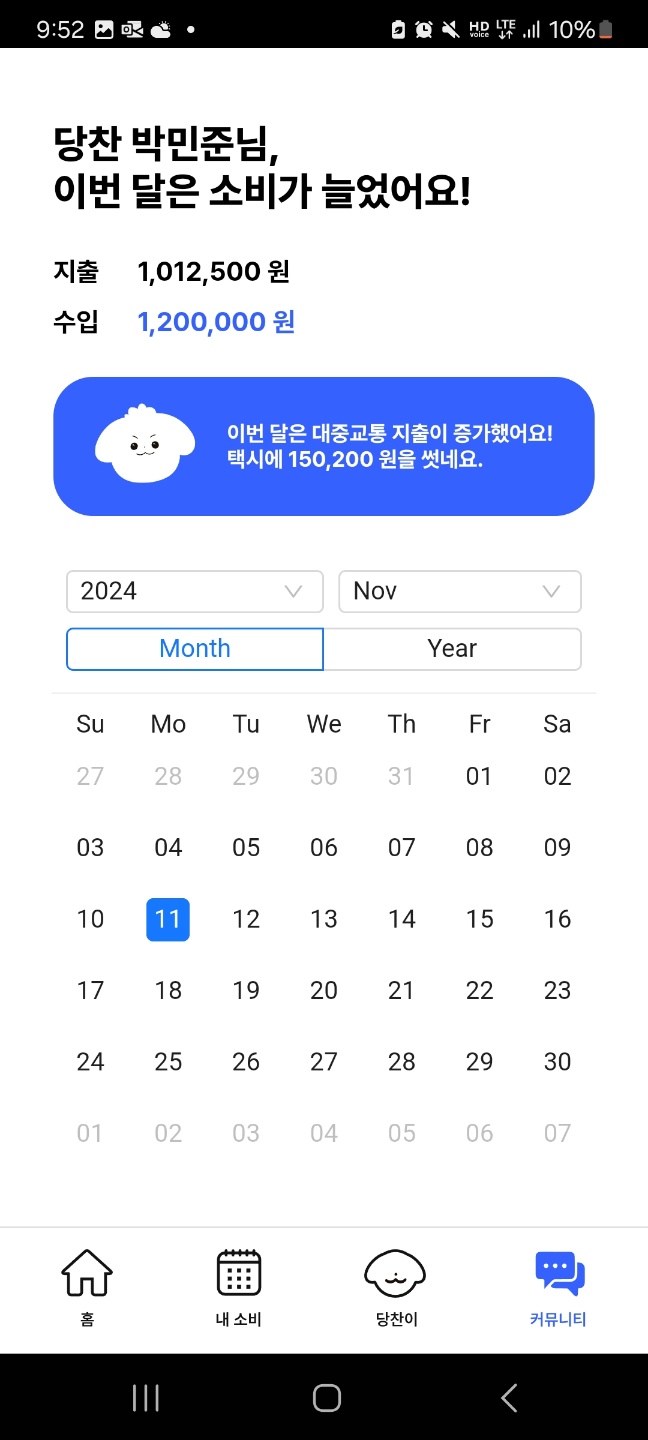 9:52
HD voice LTE 10%
당찬 박민준님,
이번 달은 소비가 늘었어요!
지출 1,012,500 원
수입 1,200,000 원
이번 달은 대중교통 지출이 증가했어요!
택시에 150,200 원을 썻네요.
2024 Nov
Month Year
Su Mo Tu We Th Fr Sa
27 28 29 30 31 01 02
03 04 05 06 07 08 09
10 11 12 13 14 15 16
17 18 19 20 21 22 23
24 25 26 27 28 29 30
01 02 03 04 05 06 07
홈 내 소비 당찬이 커뮤니티